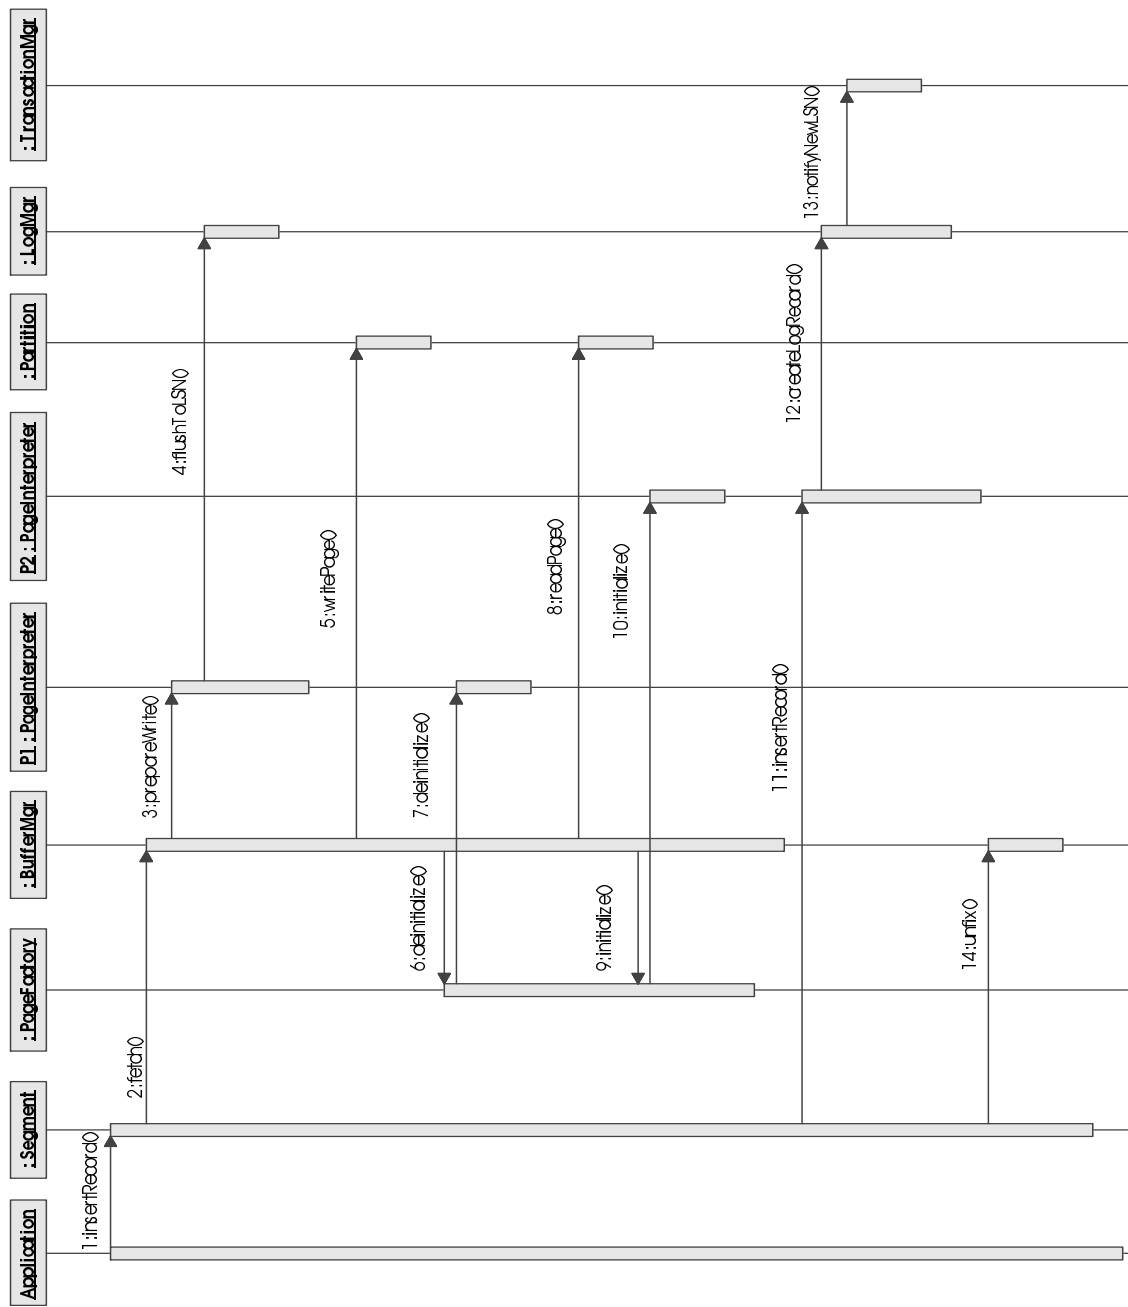 Application
: Segment
: PageFactory
: BufferMgr
P1 : PageInterpreter
P2 : PageInterpreter
: Partition
: LogMgr
: TransactionMgr
1:insertRecord()
2:fetch()
3:prepareWrite()
4:flushToLSN()
5:writePage()
6:deinitialize()
7:deinitialize()
8:readPage()
9:initialize()
10:initialize()
11:insertRecord()
12:createLogRecord()
13:notifyNewLSN()
14:unfix()